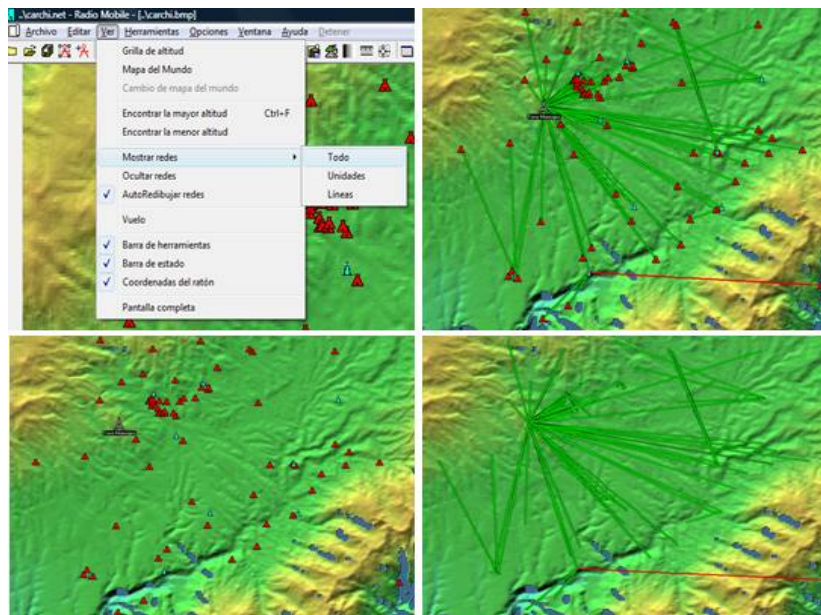 ..\carchi.net - Radio Mobile - [.\carchi.bmp]
Archivo Editar Ver Herramientas Opciones Ventana Ayuda Detener
Grilla de altitud
Mapa del Mundo
Cambio de mapa del mundo
Encontrar la mayor altitud Ctrl+F
Encontrar la menor altitud
Mostrar redes
Todo
Ocultar redes
Unidades
AutoRedibujar redes
Líneas
Vuelo
Barra de herramientas
Barra de estado
Coordenadas del ratón
Pantalla completa